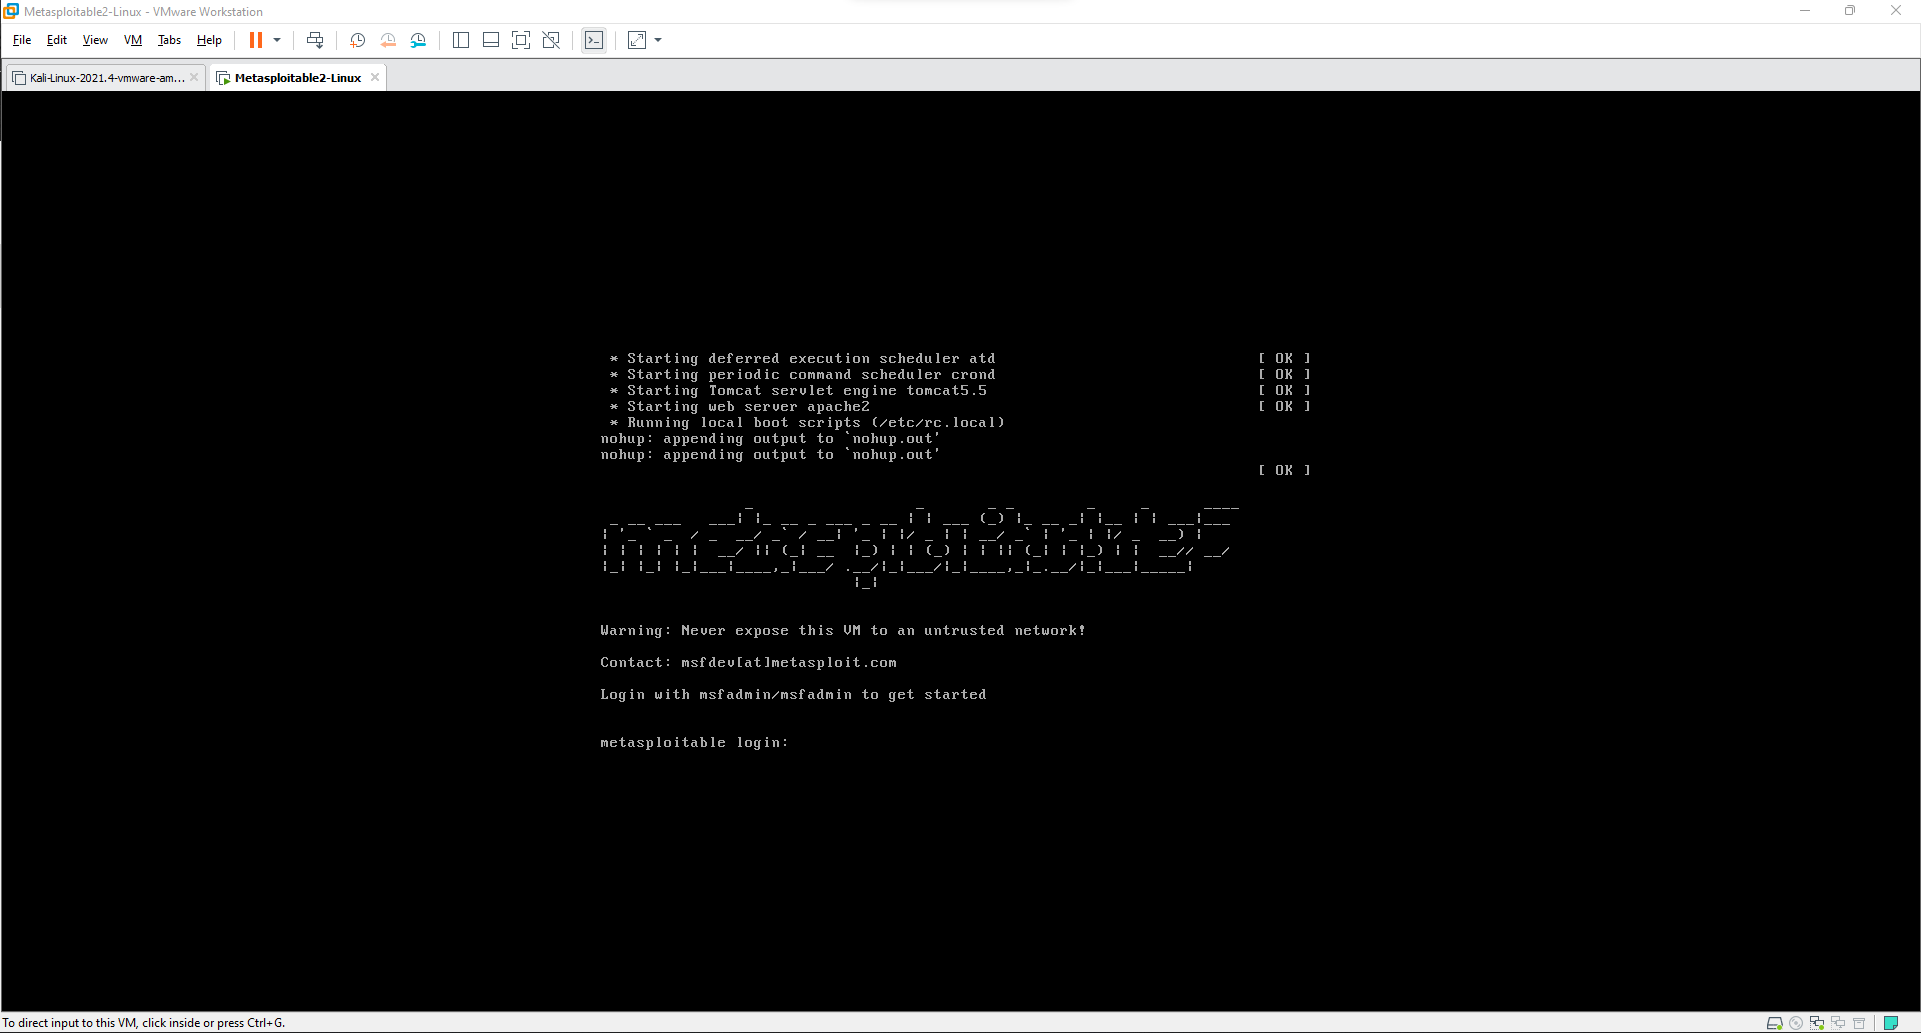 Metasploitable2-Linux - VMware Workstation
File Edit View VM Tabs Help
Kali-Linux-2021.4-vmware-am... Metasploitable2-Linux
* Starting deferred execution scheduler atd [ OK ]
* Starting periodic command scheduler crond [ OK ]
* Starting Tomcat servlet engine tomcat5.5 [ OK ]
* Starting web server apache2 [ OK ]
* Running local boot scripts (/etc/rc.local)
nohup: appending output to `nohup.out'
nohup: appending output to `nohup.out'
[ OK ]
metasploitable2
Warning: Never expose this VM to an untrusted network!
Contact: msfdev[at]metasploit.com
Login with msfadmin/msfadmin to get started
metasploitable login:
To direct input to this VM, click inside or press Ctrl+G.